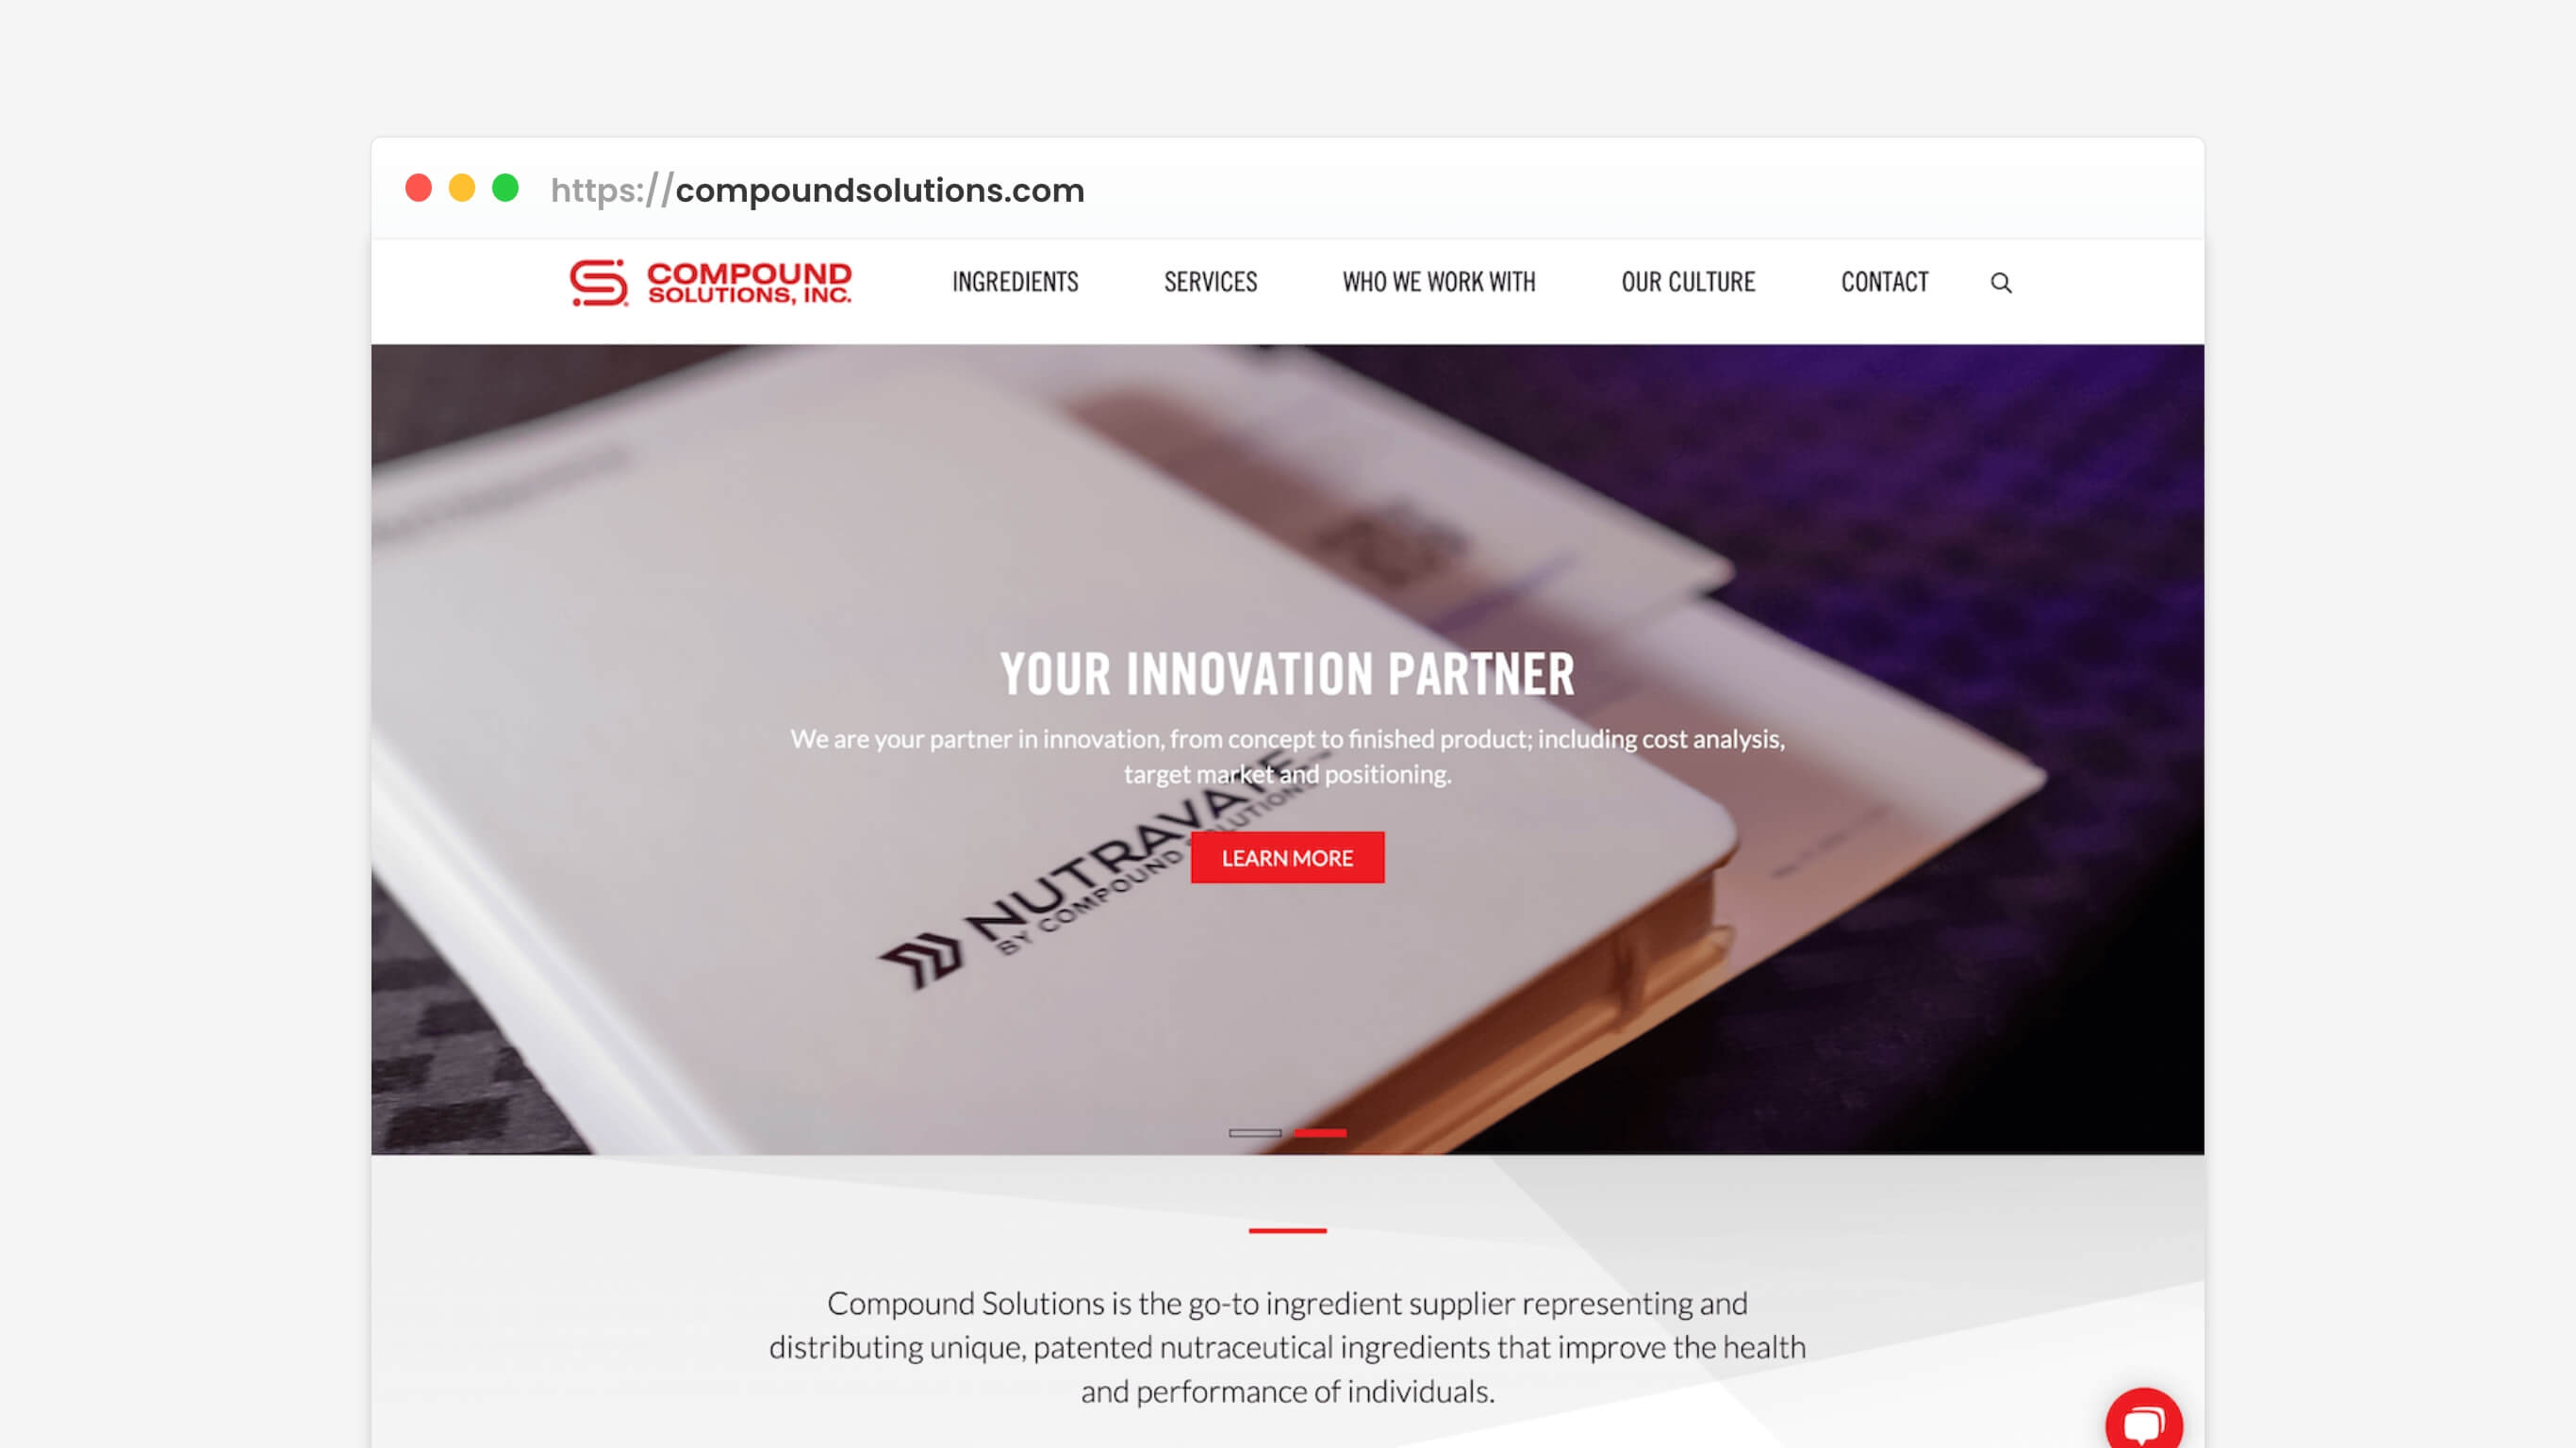 https://compoundsolutions.com
COMPOUND
SOLUTIONS, INC.
INGREDIENTS
SERVICES
WHO WE WORK WITH
OUR CULTURE
CONTACT
YOUR INNOVATION PARTNER
We are your partner in innovation, from concept to finished product; including cost analysis,
target market and positioning.
LEARN MORE
BY COMPOUND
Compound Solutions is the go-to ingredient supplier representing and
distributing unique, patented nutraceutical ingredients that improve the health
and performance of individuals.